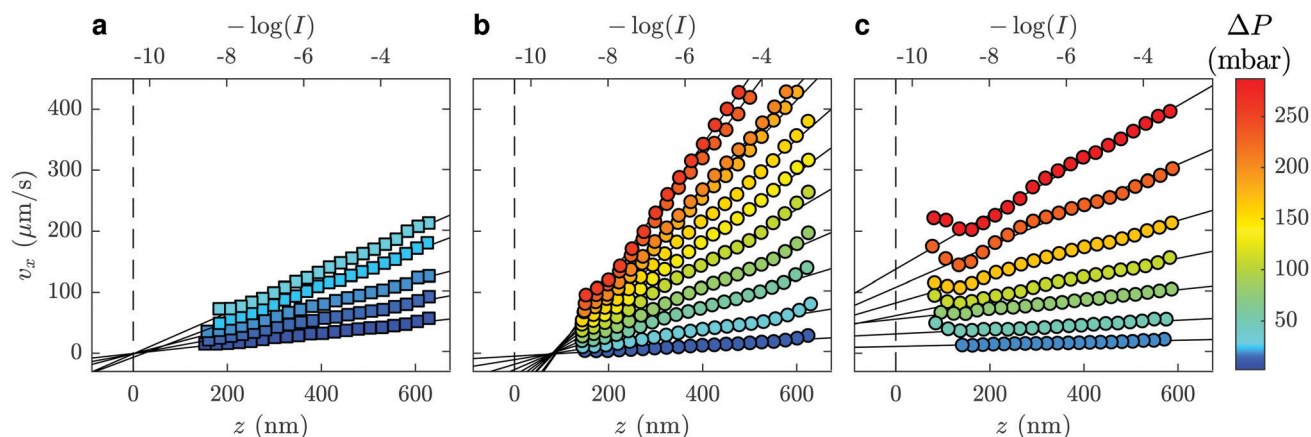 a
− log(I)
b
− log(I)
c
− log(I)
ΔP
(mbar)
-10 -8 -6 -4
-10 -8 -6 -4
-10 -8 -6 -4
400
300
200
100
0
v_x (μm/s)
250
200
150
100
50
0 200 400 600
0 200 400 600
0 200 400 600
z (nm)
z (nm)
z (nm)